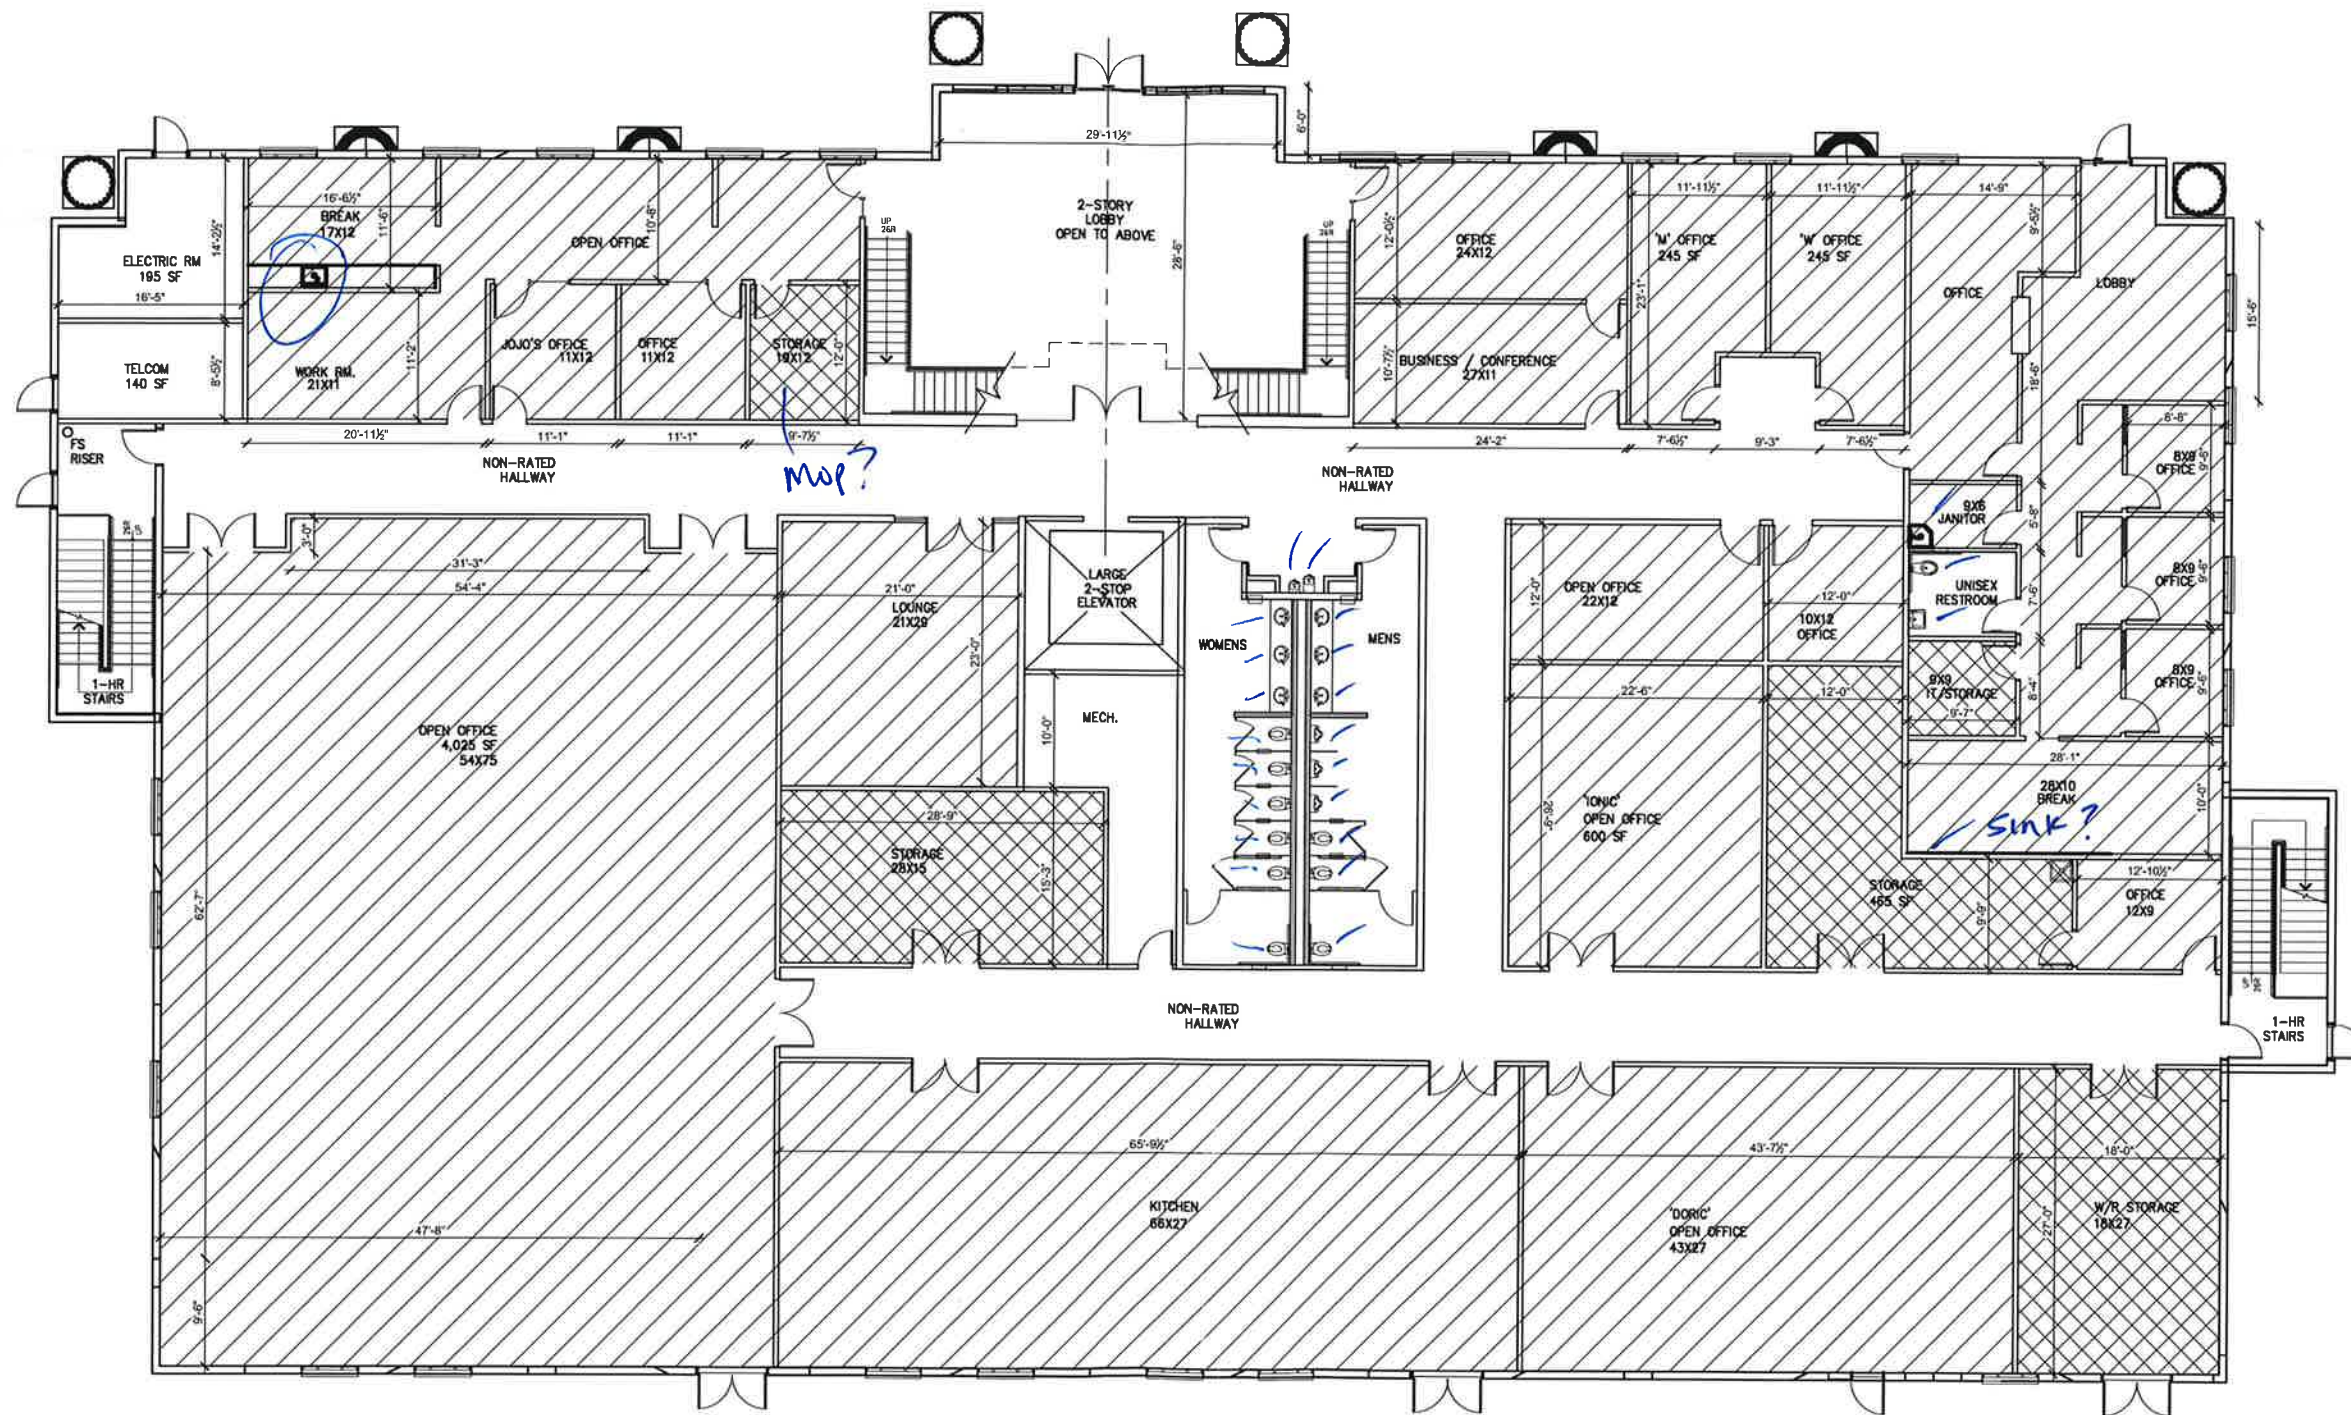 29'-11½"
6'-0"
16'-6½"
BREAK
17X12
11'-6"
10'-8"
OPEN OFFICE
14'-2½"
ELECTRIC RM
195 SF
16'-5"
TELCOM
140 SF
8'-5½"
WORK RM.
21X11
11'-2"
JOJO'S OFFICE
11X12
OFFICE
11X12
STORAGE
19X12
12'-0"
UP
26R
2-STORY
LOBBY
OPEN TO ABOVE
28'-6"
UP
26R
12'-0½"
OFFICE
24X12
10'-7½"
BUSINESS / CONFERENCE
27X11
11'-11½"
'M' OFFICE
245 SF
23'-1"
11'-11½"
'W' OFFICE
245 SF
14'-9"
OFFICE
9'-5½"
LOBBY
18'-6"
15'-6"
FS
RISER
20'-11½"
11'-1"
11'-1"
9'-7½"
Mop?
NON-RATED
HALLWAY
NON-RATED
HALLWAY
24'-2"
7'-6½"
9'-3"
7'-6½"
8'-8"
8X9
OFFICE
9'-6"
9X6
JANITOR
5'-8"
UNISEX
RESTROOM
7'-6"
8X9
OFFICE
9'-6"
9X9
IT/STORAGE
9'-7"
8'-4"
8X9
OFFICE
9'-6"
26R
UP
1-HR
STAIRS
3'-0"
31'-3"
54'-4"
OPEN OFFICE
4,025 SF
54X75
62'-7"
47'-8"
9'-6"
21'-0"
LOUNGE
21X29
23'-0"
LARGE
2-STOP
ELEVATOR
MECH.
10'-0"
28'-9"
STORAGE
28X15
15'-3"
WOMENS
MENS
OPEN OFFICE
22X12
12'-0"
12'-0"
10X12
OFFICE
22'-6"
12'-0"
26'-9"
'IONIC'
OPEN OFFICE
600 SF
28'-1"
28X10
BREAK
10'-0"
sink?
STORAGE
465 SF
9'-9"
12'-10½"
OFFICE
12X9
UP
26R
1-HR
STAIRS
NON-RATED
HALLWAY
65'-9½"
KITCHEN
66X27
43'-7½"
'DORIC'
OPEN OFFICE
43X27
18'-0"
W/R STORAGE
18X27
27'-0"